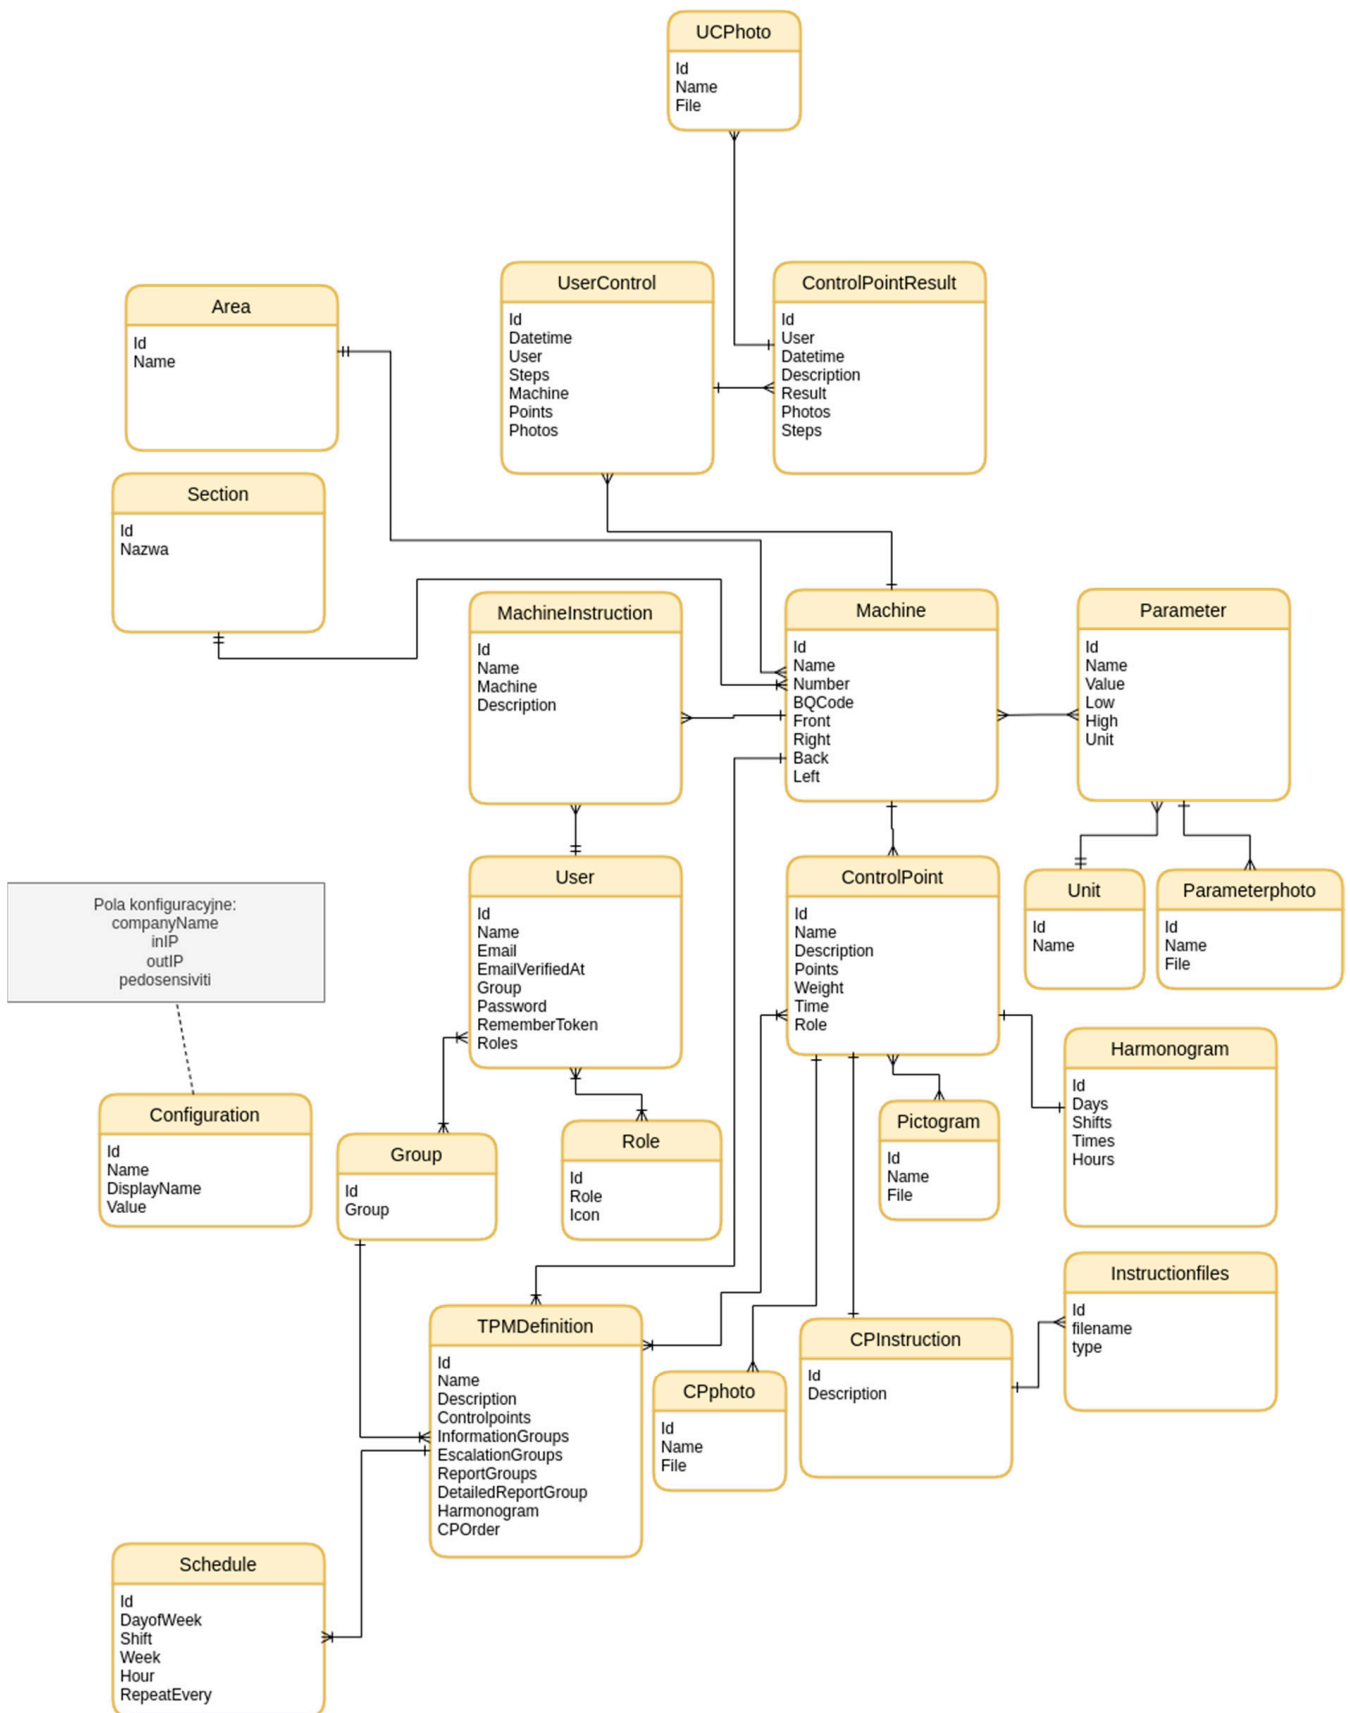 UCPhoto
Id
Name
File
UserControl
Id
Datetime
User
Steps
Machine
Points
Photos
ControlPointResult
Id
User
Datetime
Description
Result
Photos
Steps
Area
Id
Name
Section
Id
Nazwa
MachineInstruction
Id
Name
Machine
Description
Machine
Id
Name
Number
BQCode
Front
Right
Back
Left
Parameter
Id
Name
Value
Low
High
Unit
User
Id
Name
Email
EmailVerifiedAt
Group
Password
RememberToken
Roles
ControlPoint
Id
Name
Description
Points
Weight
Time
Role
Unit
Id
Name
Parameterphoto
Id
Name
File
Pola konfiguracyjne:
companyName
inIP
outIP
pedosensiviti
Harmonogram
Id
Days
Shifts
Times
Hours
Configuration
Id
Name
DisplayName
Value
Group
Id
Group
Role
Id
Role
Icon
Pictogram
Id
Name
File
Instructionfiles
Id
filename
type
TPMDefinition
Id
Name
Description
Controlpoints
InformationGroups
EscalationGroups
ReportGroups
DetailedReportGroup
Harmonogram
CPOrder
CPphoto
Id
Name
File
CPInstruction
Id
Description
Schedule
Id
DayofWeek
Shift
Week
Hour
RepeatEvery